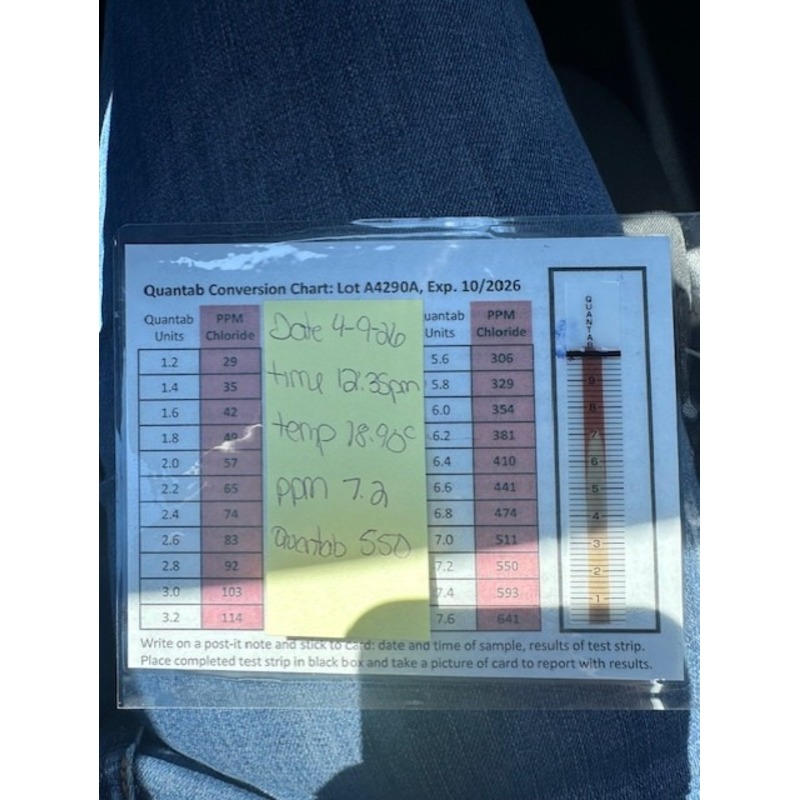 Quantab Conversion Chart: Lot A4290A, Exp. 10/2026
Quantab Units PPM Chloride
1.2 29
1.4 35
1.6 42
1.8 49
2.0 57
2.2 65
2.4 74
2.6 83
2.8 92
3.0 103
3.2 114
Date 4-9-26
time 12:35pm
temp 18.90c
ppm 7.2
Quantab 550
uantab Units PPM Chloride
5.6 306
5.8 329
6.0 354
6.2 381
6.4 410
6.6 441
6.8 474
7.0 511
7.2 550
7.4 593
7.6 641
QUANTAB
9
8
7
6
5
4
3
2
1
Write on a post-it note and stick to card: date and time of sample, results of test strip.
Place completed test strip in black box and take a picture of card to report with results.